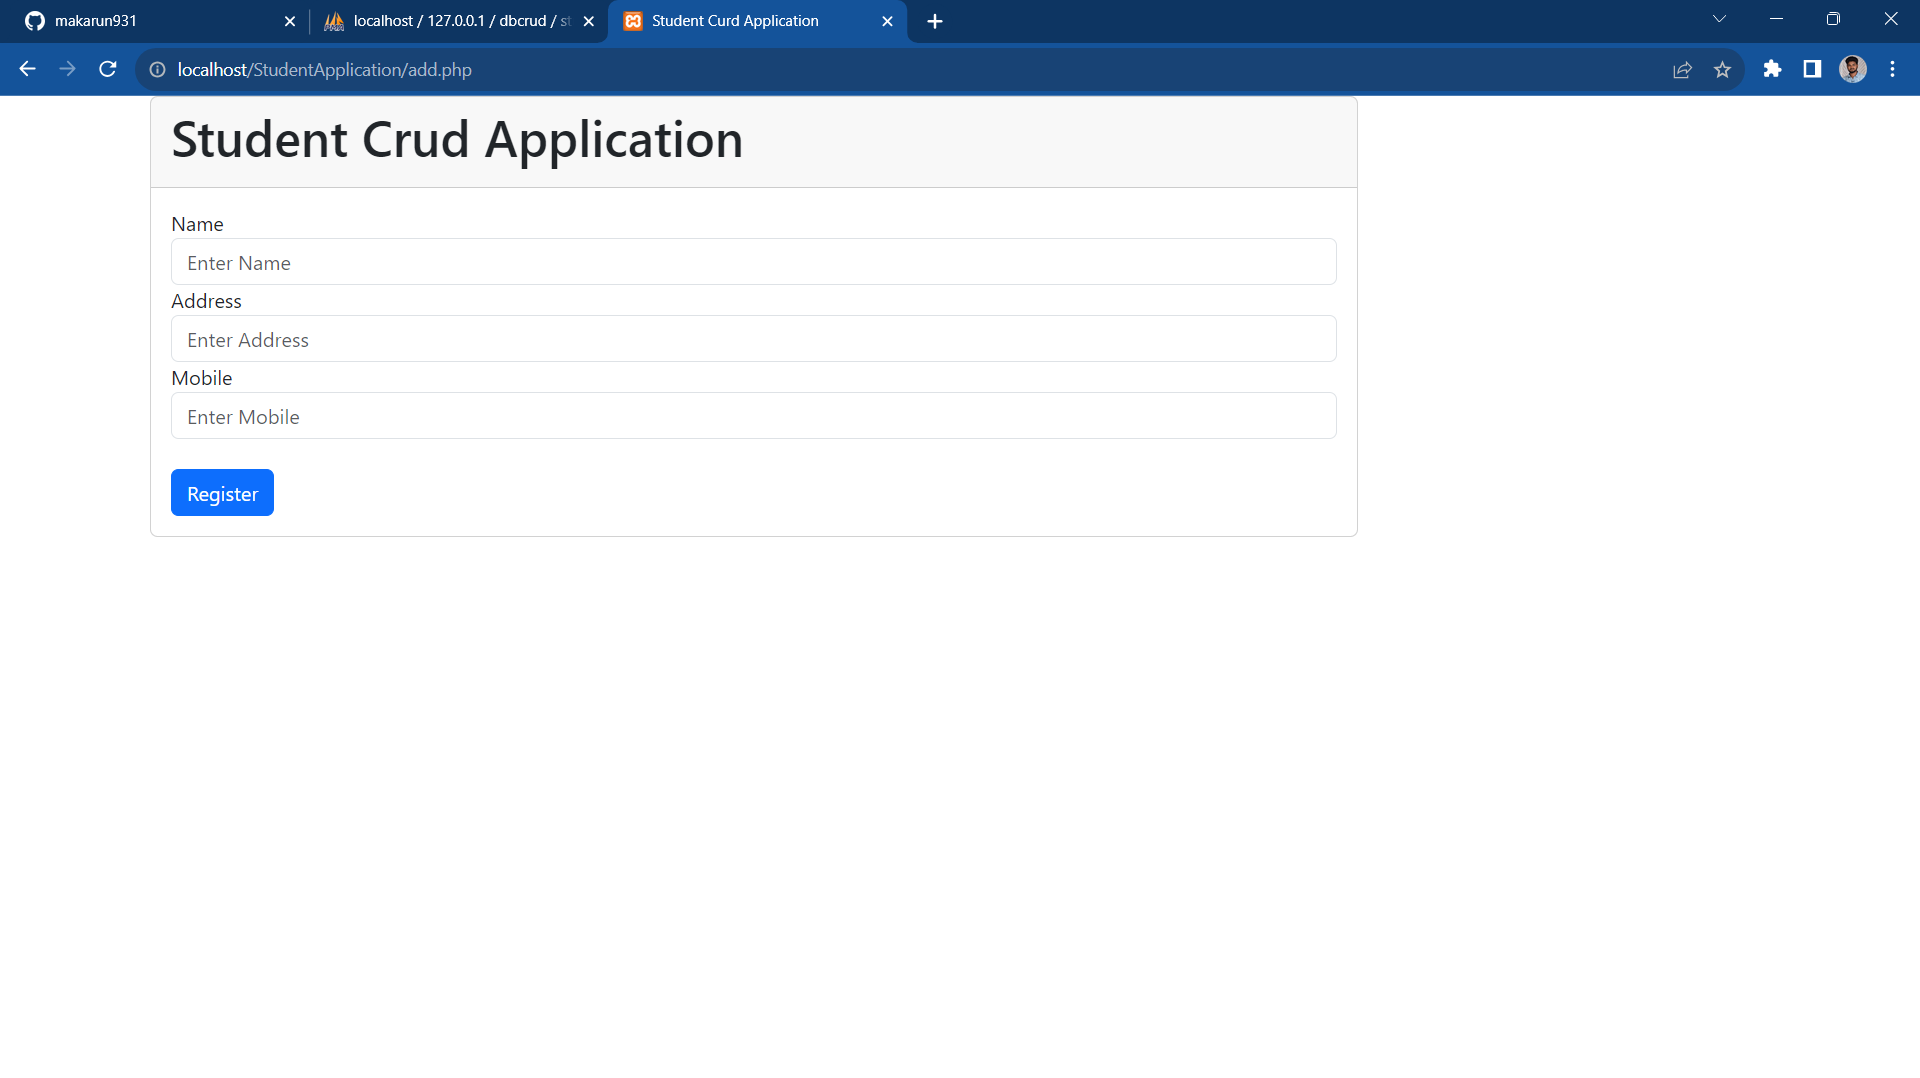 makarun931
localhost / 127.0.0.1 / dbcrud / st
Student Curd Application
localhost/StudentApplication/add.php
Student Crud Application
Name
Enter Name
Address
Enter Address
Mobile
Enter Mobile
Register